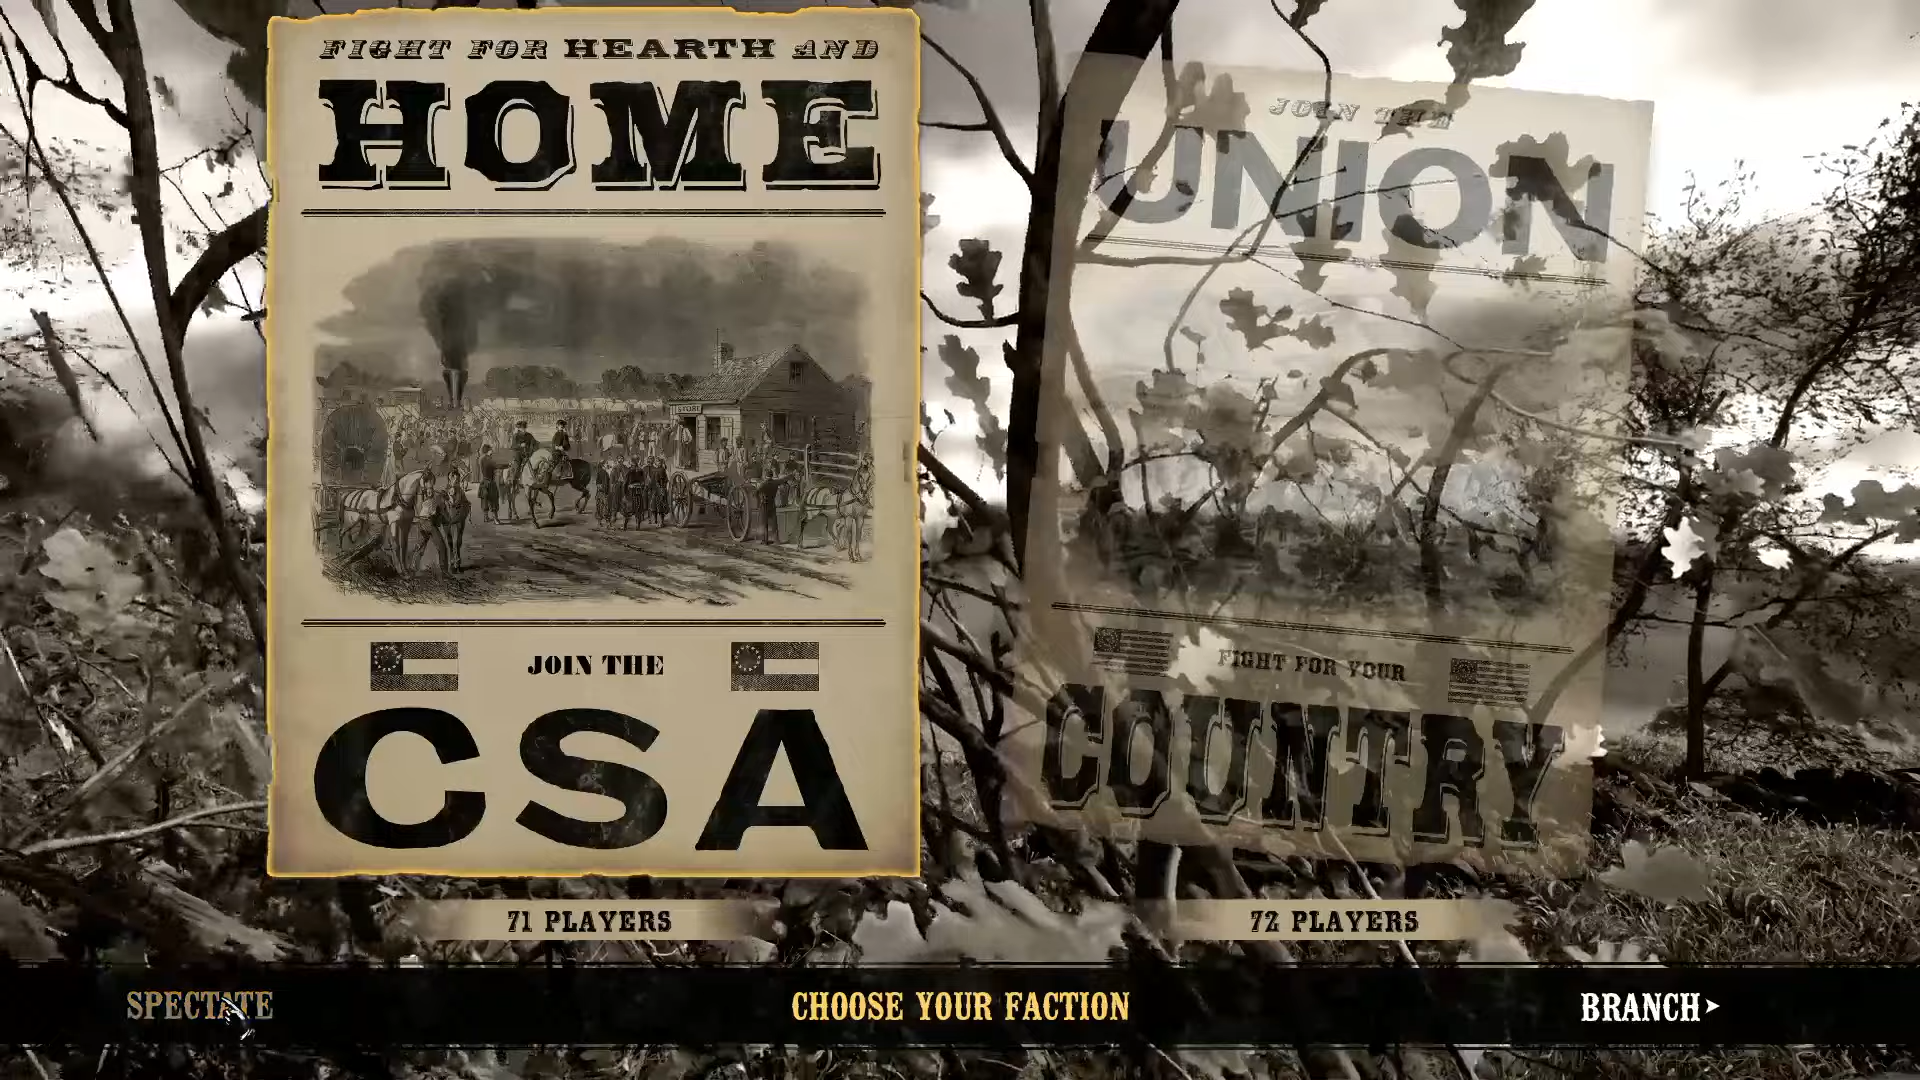 FIGHT FOR HEARTH AND
HOME
STORE
JOIN THE
CSA
71 PLAYERS
JOIN THE
UNION
FIGHT FOR YOUR
COUNTRY
72 PLAYERS
SPECTATE
CHOOSE YOUR FACTION
BRANCH